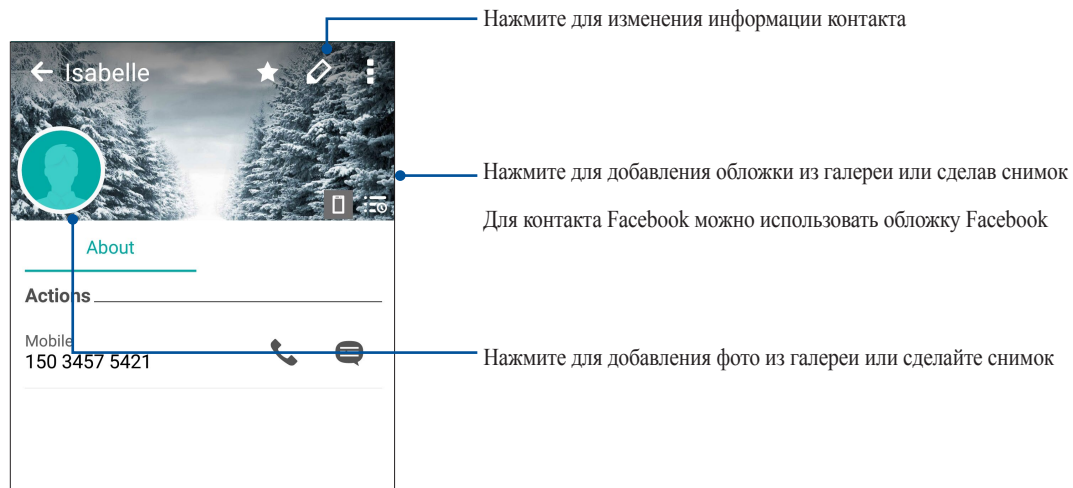 Нажмите для изменения информации контакта
Isabelle
Нажмите для добавления обложки из галереи или сделав снимок
Для контакта Facebook можно использовать обложку Facebook
About
Actions
Mobile
150 3457 5421
Нажмите для добавления фото из галереи или сделайте снимок